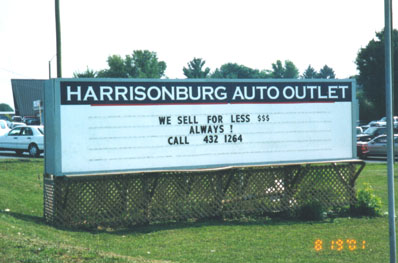 HARRISONBURG AUTO OUTLET
WE SELL FOR LESS $$$
ALWAYS !
CALL 432 1264
8 19 '01